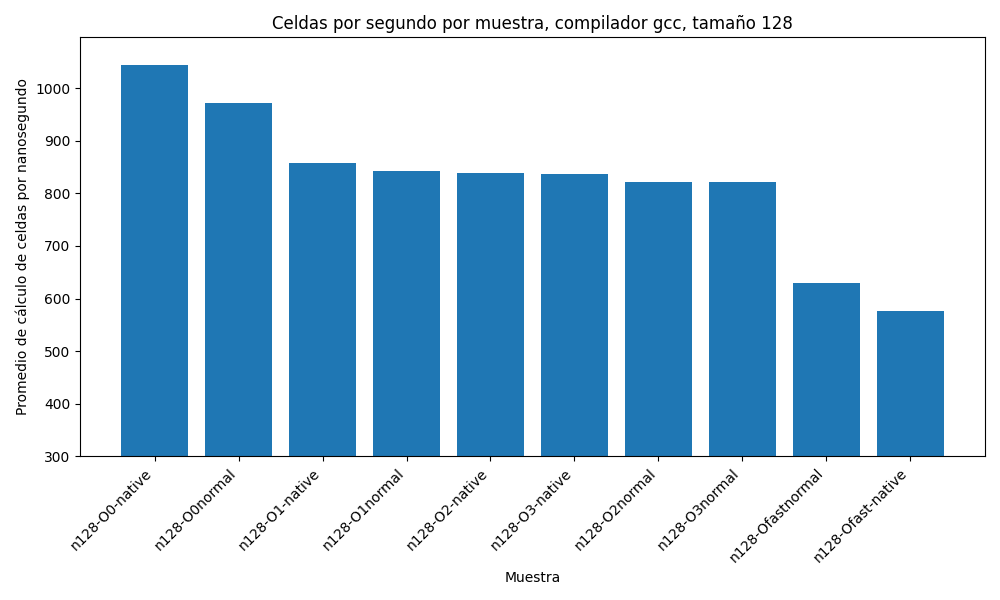 Celdas por segundo por muestra, compilador gcc, tamaño 128
Promedio de cálculo de celdas por nanosegundo
1000
900
800
700
600
500
400
300
n128-O0-native
n128-O0normal
n128-O1-native
n128-O1normal
n128-O2-native
n128-O3-native
n128-O2normal
n128-O3normal
n128-Ofastnormal
n128-Ofast-native
Muestra